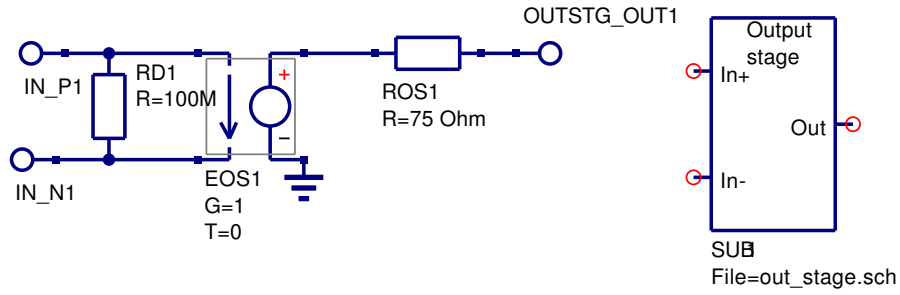 OUTSTG_OUT1
IN_P1
RD1
R=100M
+
−
ROS1
R=75 Ohm
IN_N1
EOS1
G=1
T=0
Output
stage
In+
Out
In-
SUB1
File=out_stage.sch